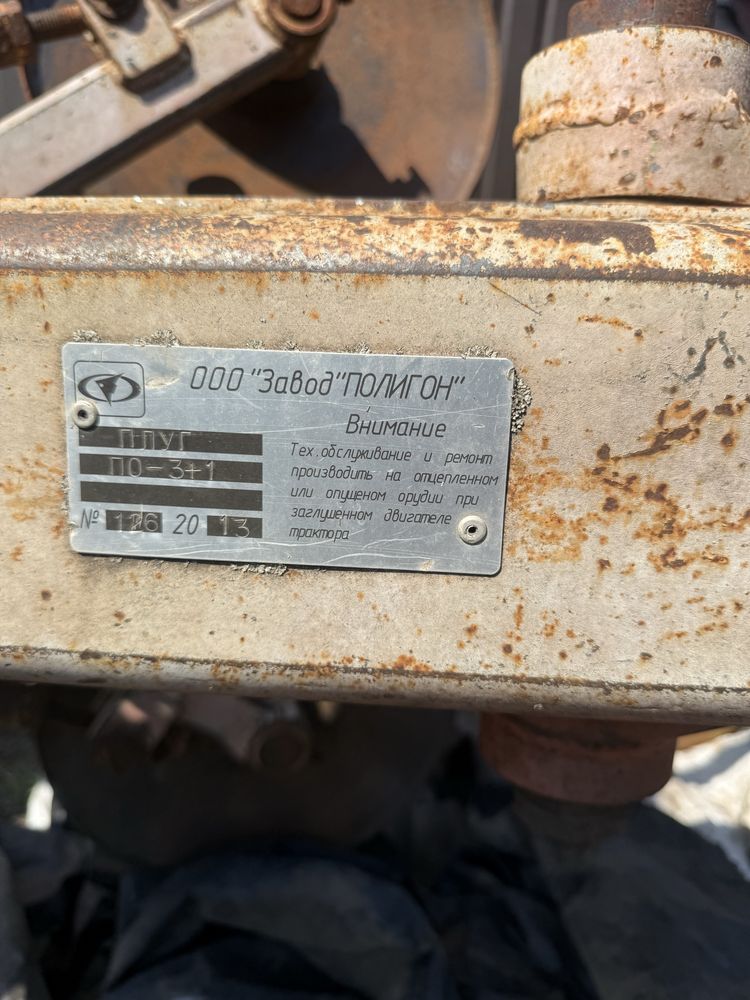 ООО "Завод"ПОЛИГОН"
Внимание
ПЛУГ
ПО-3+1
№ 126 20 13
Тех.обслуживание и ремонт
производить на отцепленном
или опущеном орудии при
заглушенном двигателе
трактора